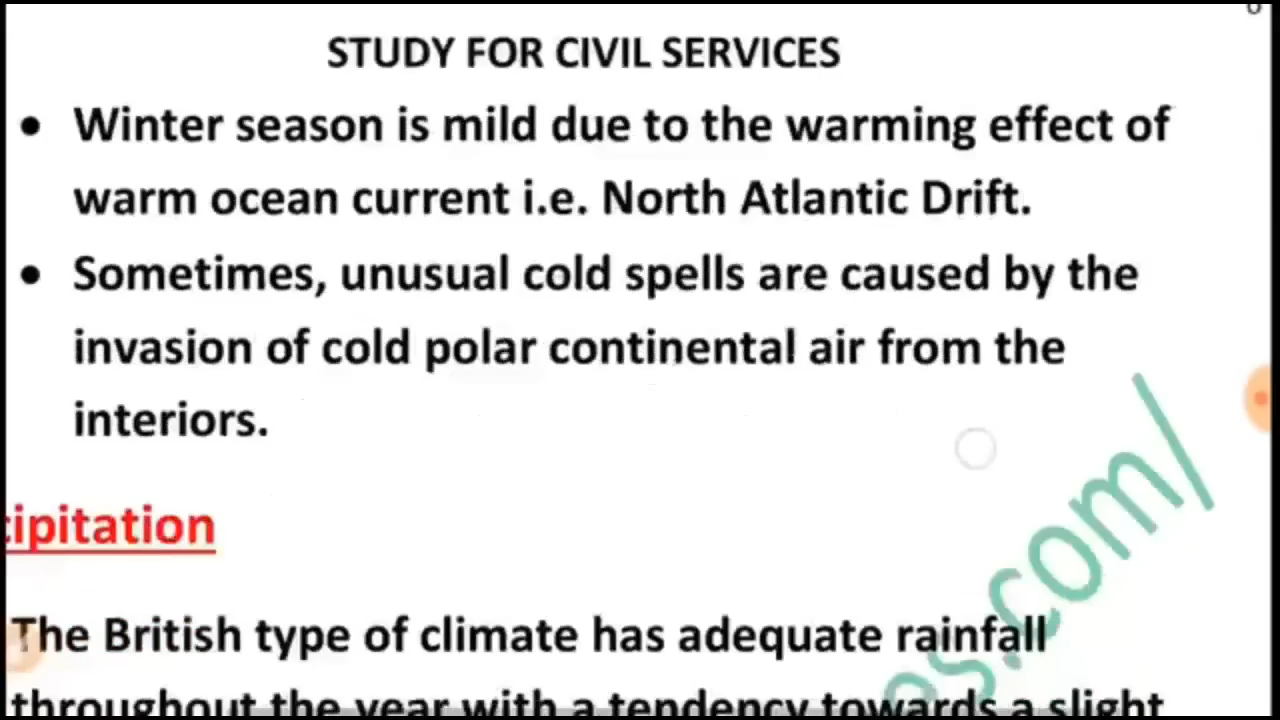 STUDY FOR CIVIL SERVICES
• Winter season is mild due to the warming effect of
warm ocean current i.e. North Atlantic Drift.
• Sometimes, unusual cold spells are caused by the
invasion of cold polar continental air from the
interiors.
cipitation
The British type of climate has adequate rainfall
throughout the year with a tendency towards a slight
es.com/